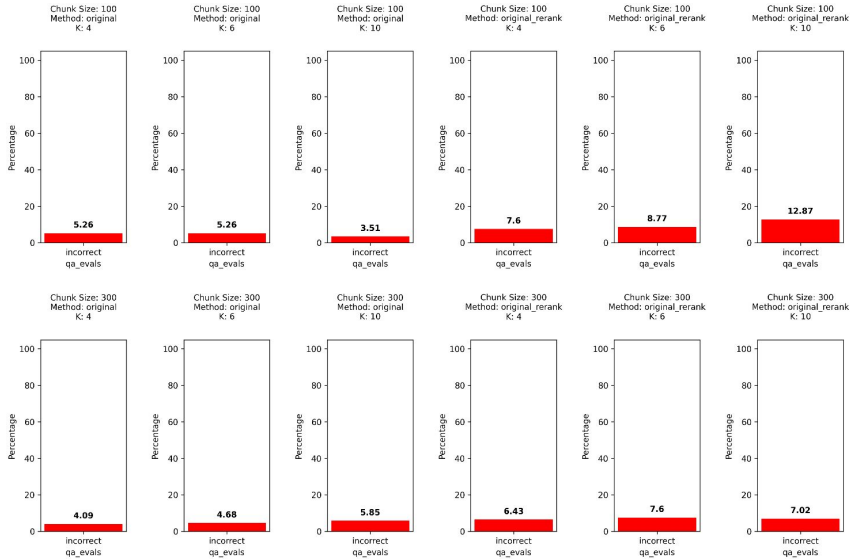 Chunk Size: 100
Method: original
K: 4
100
80
60
40
20
0
Percentage
5.26
incorrect
qa_evals
Chunk Size: 100
Method: original
K: 6
100
80
60
40
20
0
Percentage
5.26
incorrect
qa_evals
Chunk Size: 100
Method: original
K: 10
100
80
60
40
20
0
Percentage
3.51
incorrect
qa_evals
Chunk Size: 100
Method: original_rerank
K: 4
100
80
60
40
20
0
Percentage
7.6
incorrect
qa_evals
Chunk Size: 100
Method: original_rerank
K: 6
100
80
60
40
20
0
Percentage
8.77
incorrect
qa_evals
Chunk Size: 100
Method: original_rerank
K: 10
100
80
60
40
20
0
Percentage
12.87
incorrect
qa_evals
Chunk Size: 300
Method: original
K: 4
100
80
60
40
20
0
Percentage
4.09
incorrect
qa_evals
Chunk Size: 300
Method: original
K: 6
100
80
60
40
20
0
Percentage
4.68
incorrect
qa_evals
Chunk Size: 300
Method: original
K: 10
100
80
60
40
20
0
Percentage
5.85
incorrect
qa_evals
Chunk Size: 300
Method: original_rerank
K: 4
100
80
60
40
20
0
Percentage
6.43
incorrect
qa_evals
Chunk Size: 300
Method: original_rerank
K: 6
100
80
60
40
20
0
Percentage
7.6
incorrect
qa_evals
Chunk Size: 300
Method: original_rerank
K: 10
100
80
60
40
20
0
Percentage
7.02
incorrect
qa_evals